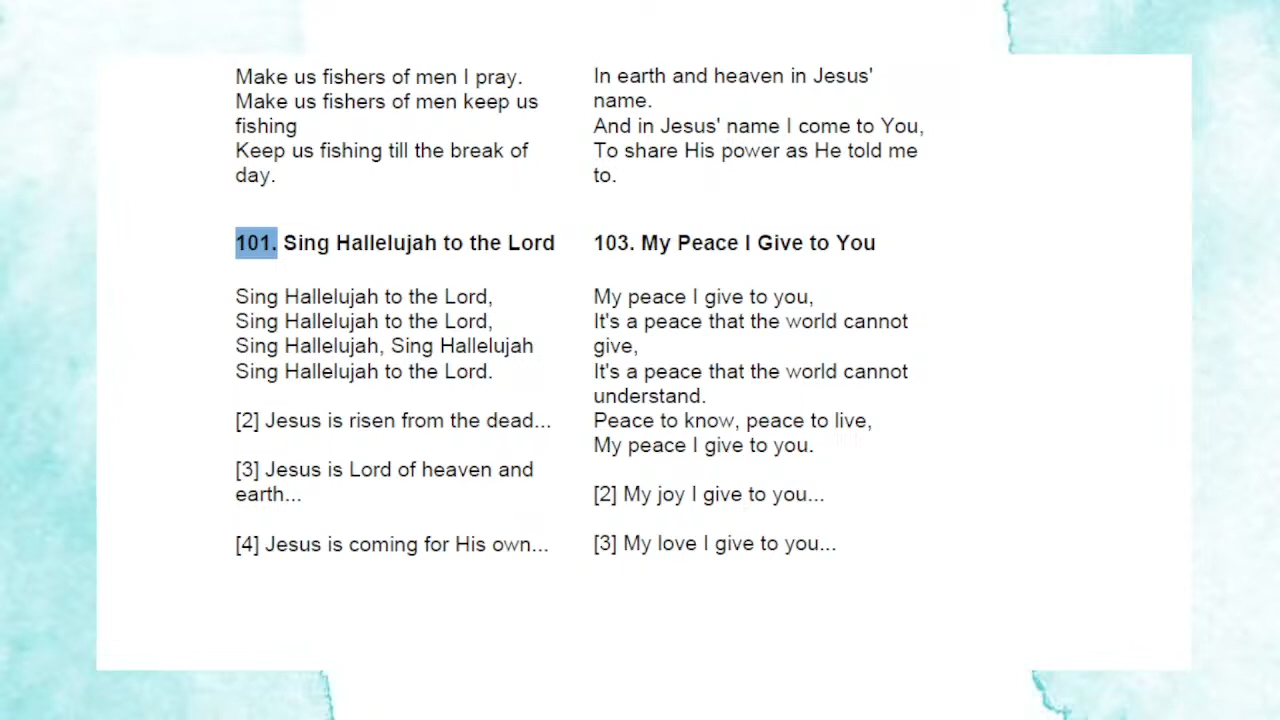 Make us fishers of men I pray.
Make us fishers of men keep us
fishing
Keep us fishing till the break of
day.
101. Sing Hallelujah to the Lord
Sing Hallelujah to the Lord,
Sing Hallelujah to the Lord,
Sing Hallelujah, Sing Hallelujah
Sing Hallelujah to the Lord.
[2] Jesus is risen from the dead...
[3] Jesus is Lord of heaven and
earth...
[4] Jesus is coming for His own...
In earth and heaven in Jesus'
name.
And in Jesus' name I come to You,
To share His power as He told me
to.
103. My Peace I Give to You
My peace I give to you,
It's a peace that the world cannot
give,
It's a peace that the world cannot
understand.
Peace to know, peace to live,
My peace I give to you.
[2] My joy I give to you...
[3] My love I give to you...